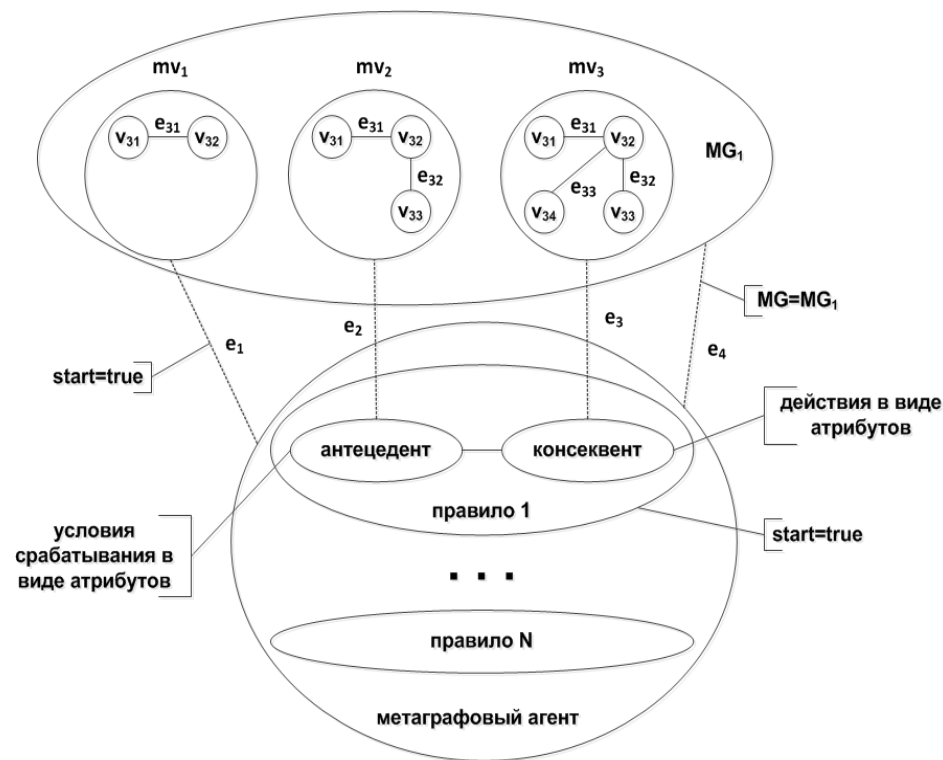 mv₁ mv₂ mv₃
v₃₁ e₃₁ v₃₂
v₃₁ e₃₁ v₃₂
e₃₂
v₃₃
v₃₁ e₃₁ v₃₂
e₃₃ e₃₂
v₃₄ v₃₃
MG₁
MG=MG₁
e₁ e₂ e₃ e₄
start=true
действия в виде
атрибутов
антецедент
консеквент
правило 1
условия
срабатывания в
виде атрибутов
start=true
. . .
правило N
метаграфовый агент